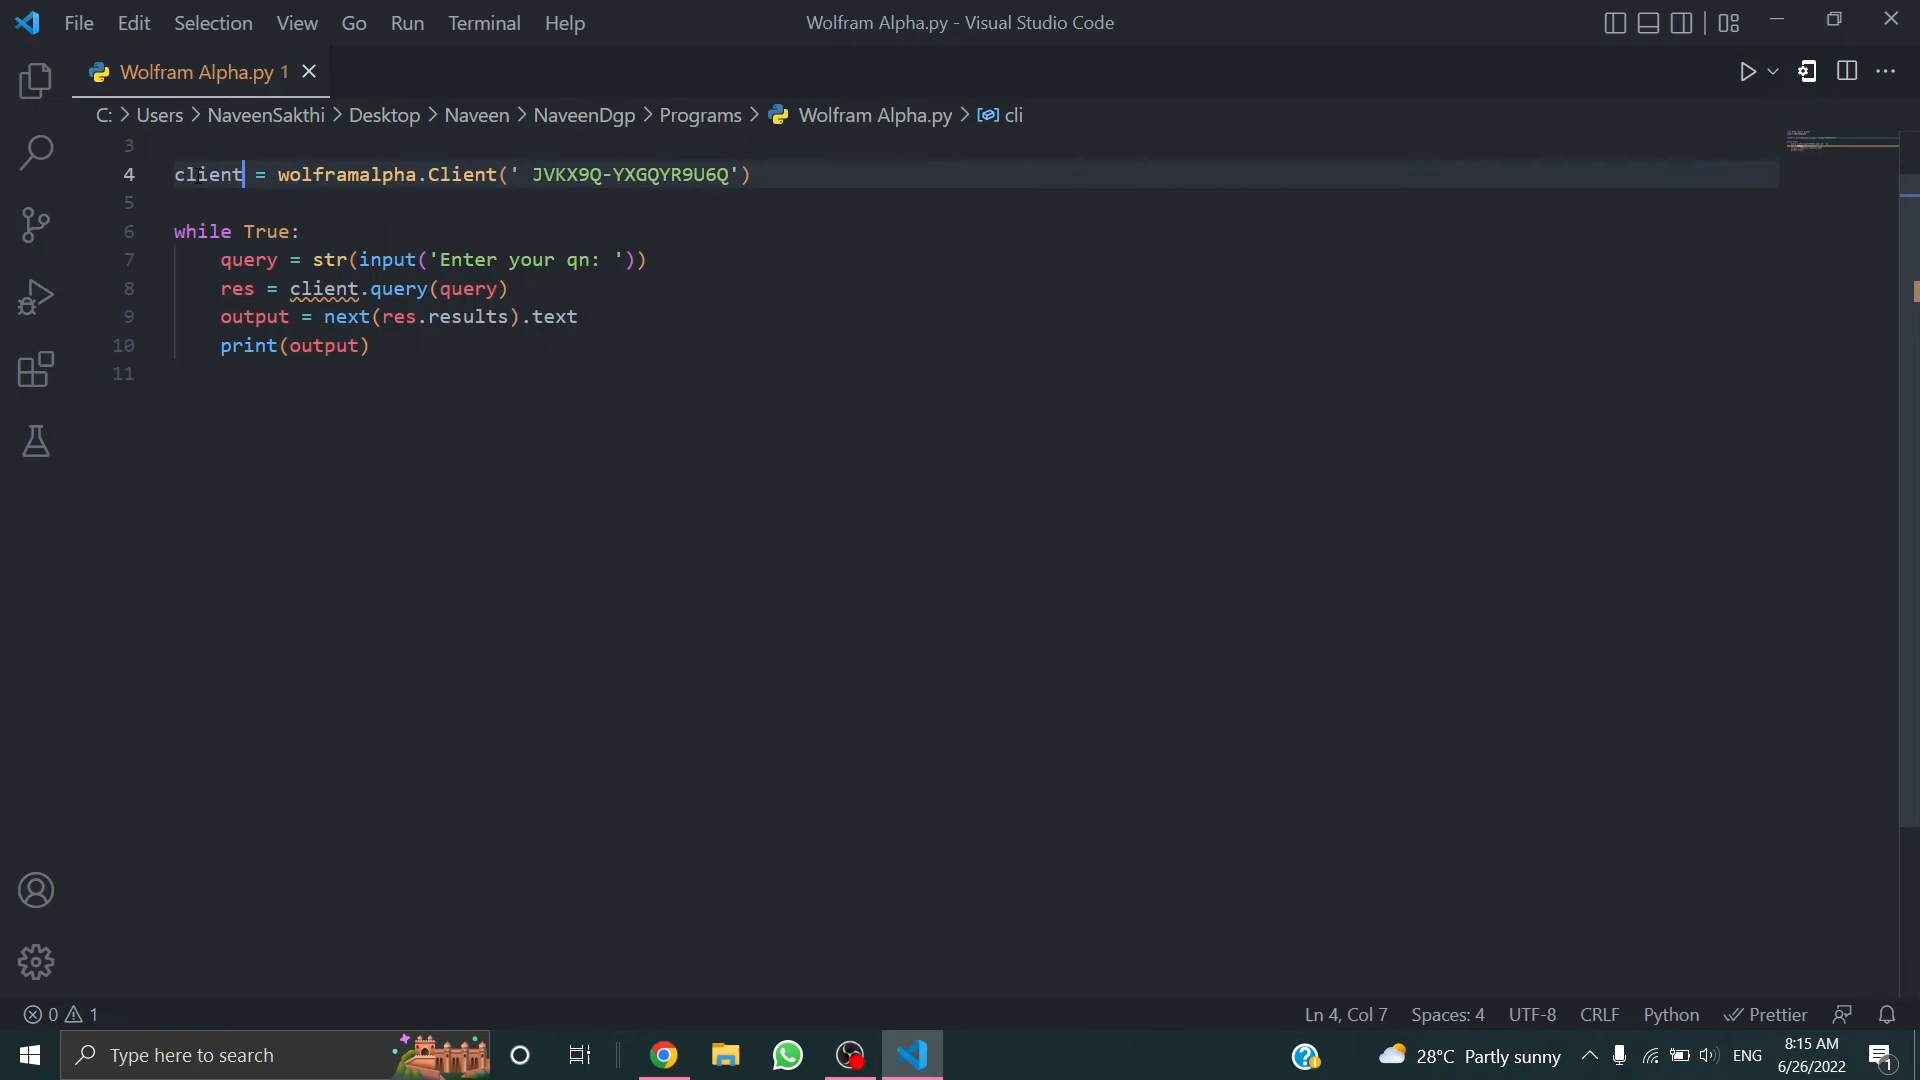 File Edit Selection View Go Run Terminal Help Wolfram Alpha.py - Visual Studio Code
Wolfram Alpha.py 1
C: > Users > NaveenSakthi > Desktop > Naveen > NaveenDgp > Programs > Wolfram Alpha.py > cli
3
4 client = wolframalpha.Client(' JVKX9Q-YXGQYR9U6Q')
5
6 while True:
7 query = str(input('Enter your qn: '))
8 res = client.query(query)
9 output = next(res.results).text
10 print(output)
11
0 1 Ln 4, Col 7 Spaces: 4 UTF-8 CRLF Python Prettier
Type here to search 28°C Partly sunny ENG 8:15 AM
6/26/2022 1